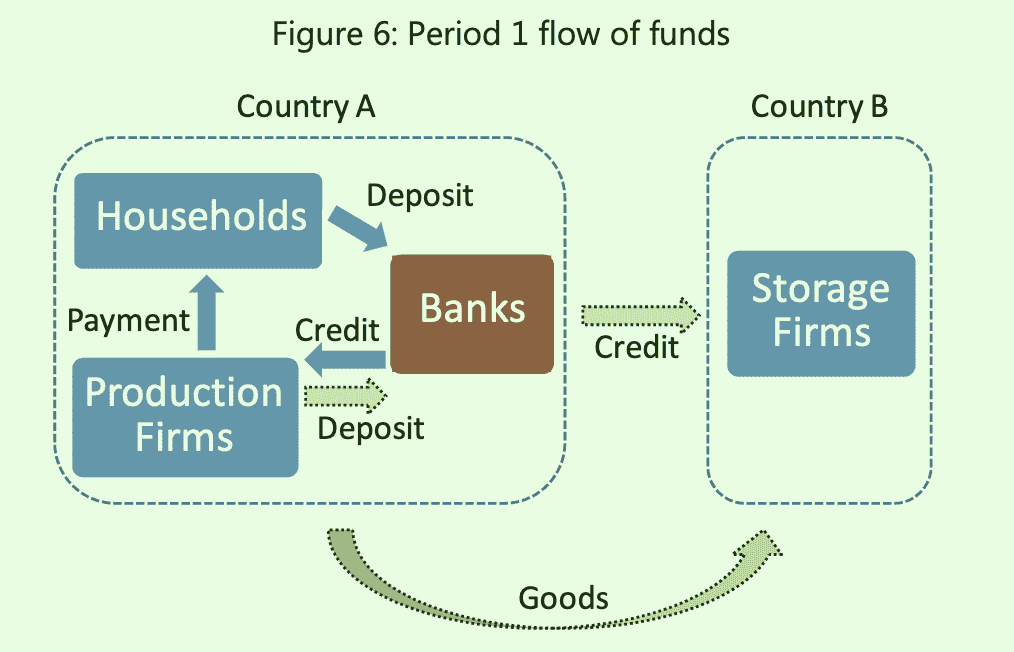 Figure 6: Period 1 flow of funds
Country A
Country B
Households
Deposit
Banks
Storage
Firms
Payment
Credit
Credit
Production
Firms
Deposit
Goods